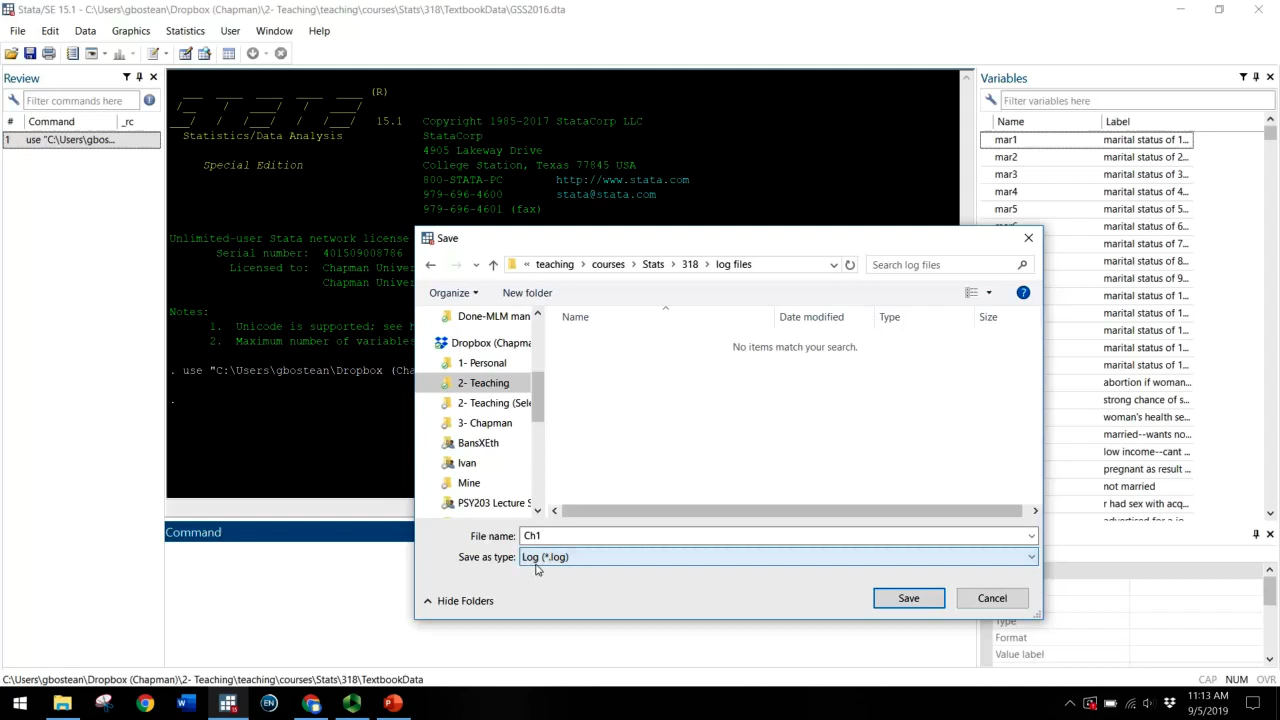 Stata/SE 15.1 - C:\Users\gbostean\Dropbox (Chapman)\2- Teaching\teaching\courses\Stats\318\TextbookData\GSS2016.dta
File Edit Data Graphics Statistics User Window Help
Review
Filter commands here
# Command _rc
1 use "C:\Users\gbos...
(R)
15.1 Copyright 1985-2017 StataCorp LLC
Statistics/Data Analysis StataCorp
4905 Lakeway Drive
Special Edition College Station, Texas 77845 USA
800-STATA-PC http://www.stata.com
979-696-4600 stata@stata.com
979-696-4601 (fax)
Unlimited-user Stata network license
Serial number: 401509008786
Licensed to: Chapman Univer
Chapman Univer
Notes:
1. Unicode is supported; see h
2. Maximum number of variables
. use "C:\Users\gbostean\Dropbox (Cha
.
Command
Save
« teaching › courses › Stats › 318 › log files
Search log files
Organize New folder
Name Date modified Type Size
No items match your search.
Done-MLM man
Dropbox (Chapma
1- Personal
2- Teaching
2- Teaching (Sele
3- Chapman
BansXEth
Ivan
Mine
PSY203 Lecture S
File name: Ch1
Save as type: Log (*.log)
Hide Folders
Save Cancel
Variables
Filter variables here
Name Label
mar1 marital status of 1...
mar2 marital status of 2...
mar3 marital status of 3...
mar4 marital status of 4...
mar5 marital status of 5...
marital status of 6...
marital status of 7...
marital status of 8...
marital status of 9...
marital status of 1...
marital status of 1...
marital status of 1...
marital status of 1...
marital status of 1...
abortion if woman...
strong chance of s...
woman's health se...
married--wants no...
low income--cant ...
pregnant as result ...
not married
r had sex with acq...
Type
Format
Value label
C:\Users\gbostean\Dropbox (Chapman)\2- Teaching\teaching\courses\Stats\318\TextbookData
CAP NUM OVR
11:13 AM
9/5/2019